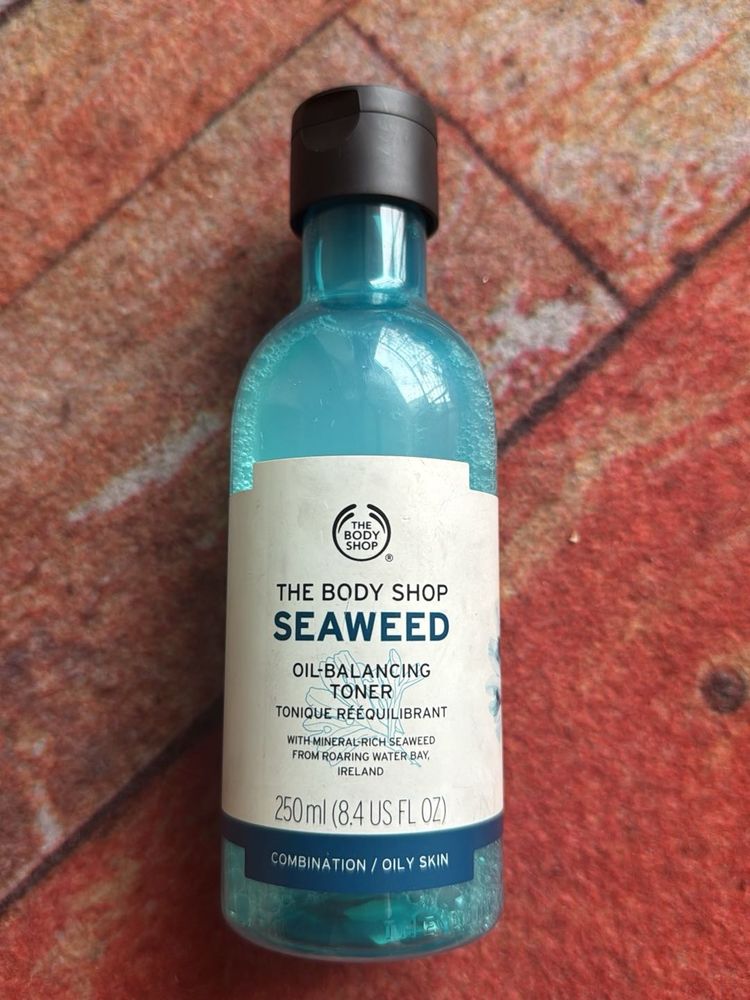 THE
BODY
SHOP
®
THE BODY SHOP
SEAWEED
OIL-BALANCING
TONER
TONIQUE RÉÉQUILIBRANT
WITH MINERAL-RICH SEAWEED
FROM ROARING WATER BAY,
IRELAND
250 ml (8.4 US FL OZ)
COMBINATION / OILY SKIN